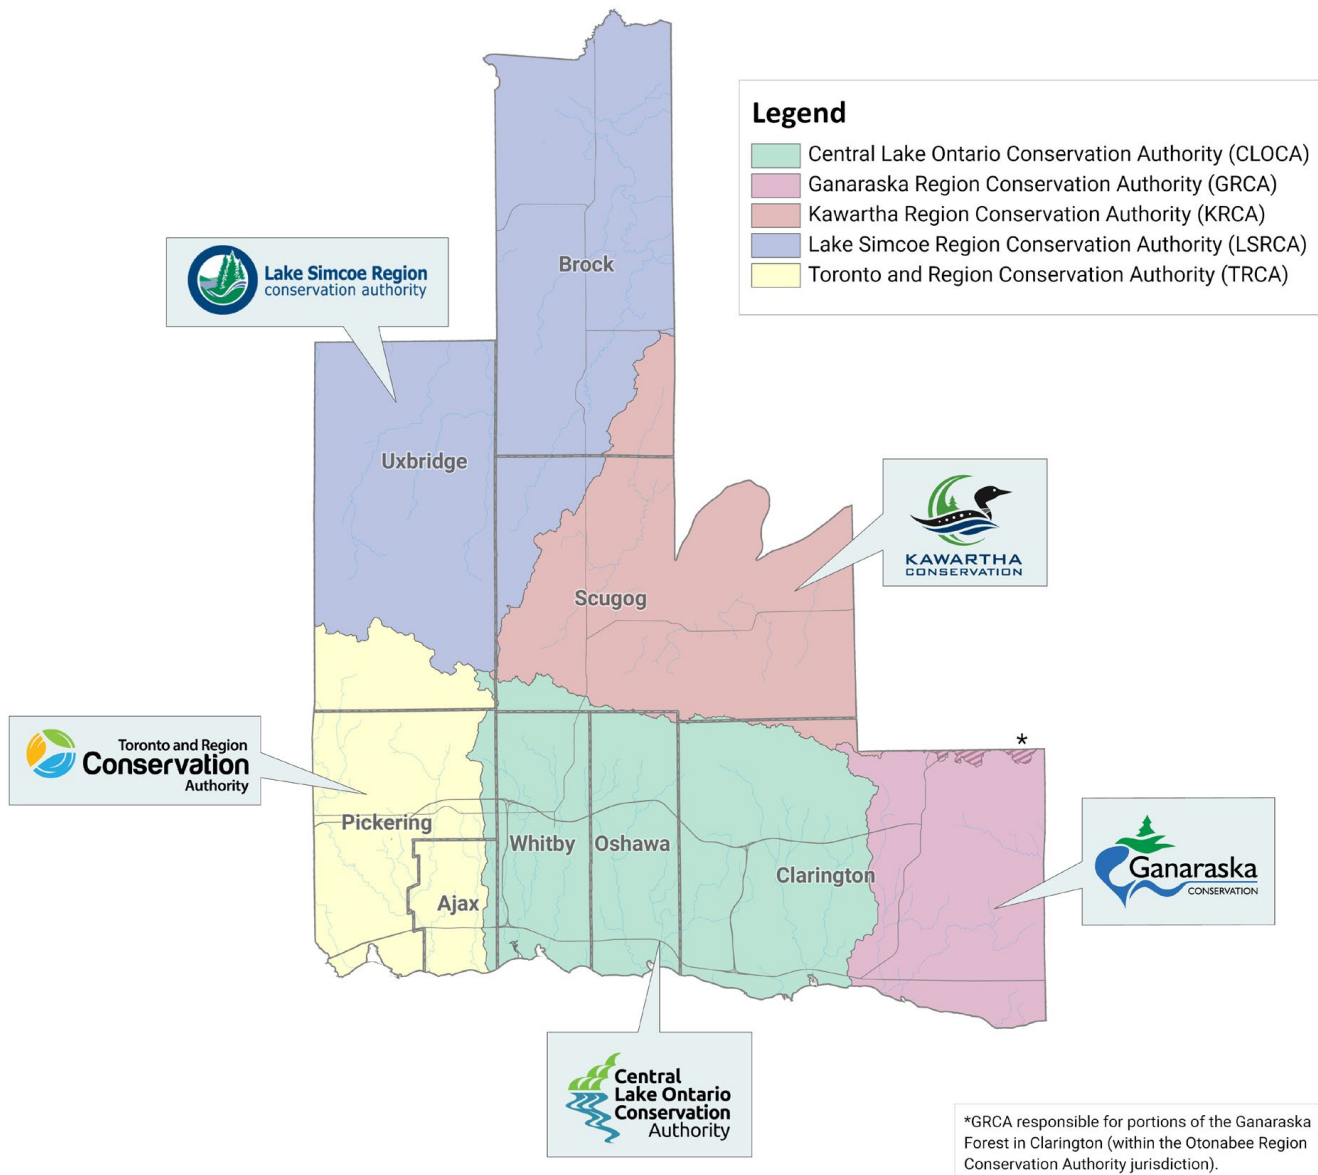 Legend
Central Lake Ontario Conservation Authority (CLOCA)
Ganaraska Region Conservation Authority (GRCA)
Kawartha Region Conservation Authority (KRCA)
Lake Simcoe Region Conservation Authority (LSRCA)
Toronto and Region Conservation Authority (TRCA)
Lake Simcoe Region
conservation authority
Brock
Uxbridge
KAWARTHA
CONSERVATION
Scugog
Toronto and Region
Conservation
Authority
*
Pickering
Whitby
Oshawa
Clarington
Ajax
Ganaraska
CONSERVATION
Central
Lake Ontario
Conservation
Authority
*GRCA responsible for portions of the Ganaraska
Forest in Clarington (within the Otonabee Region
Conservation Authority jurisdiction).